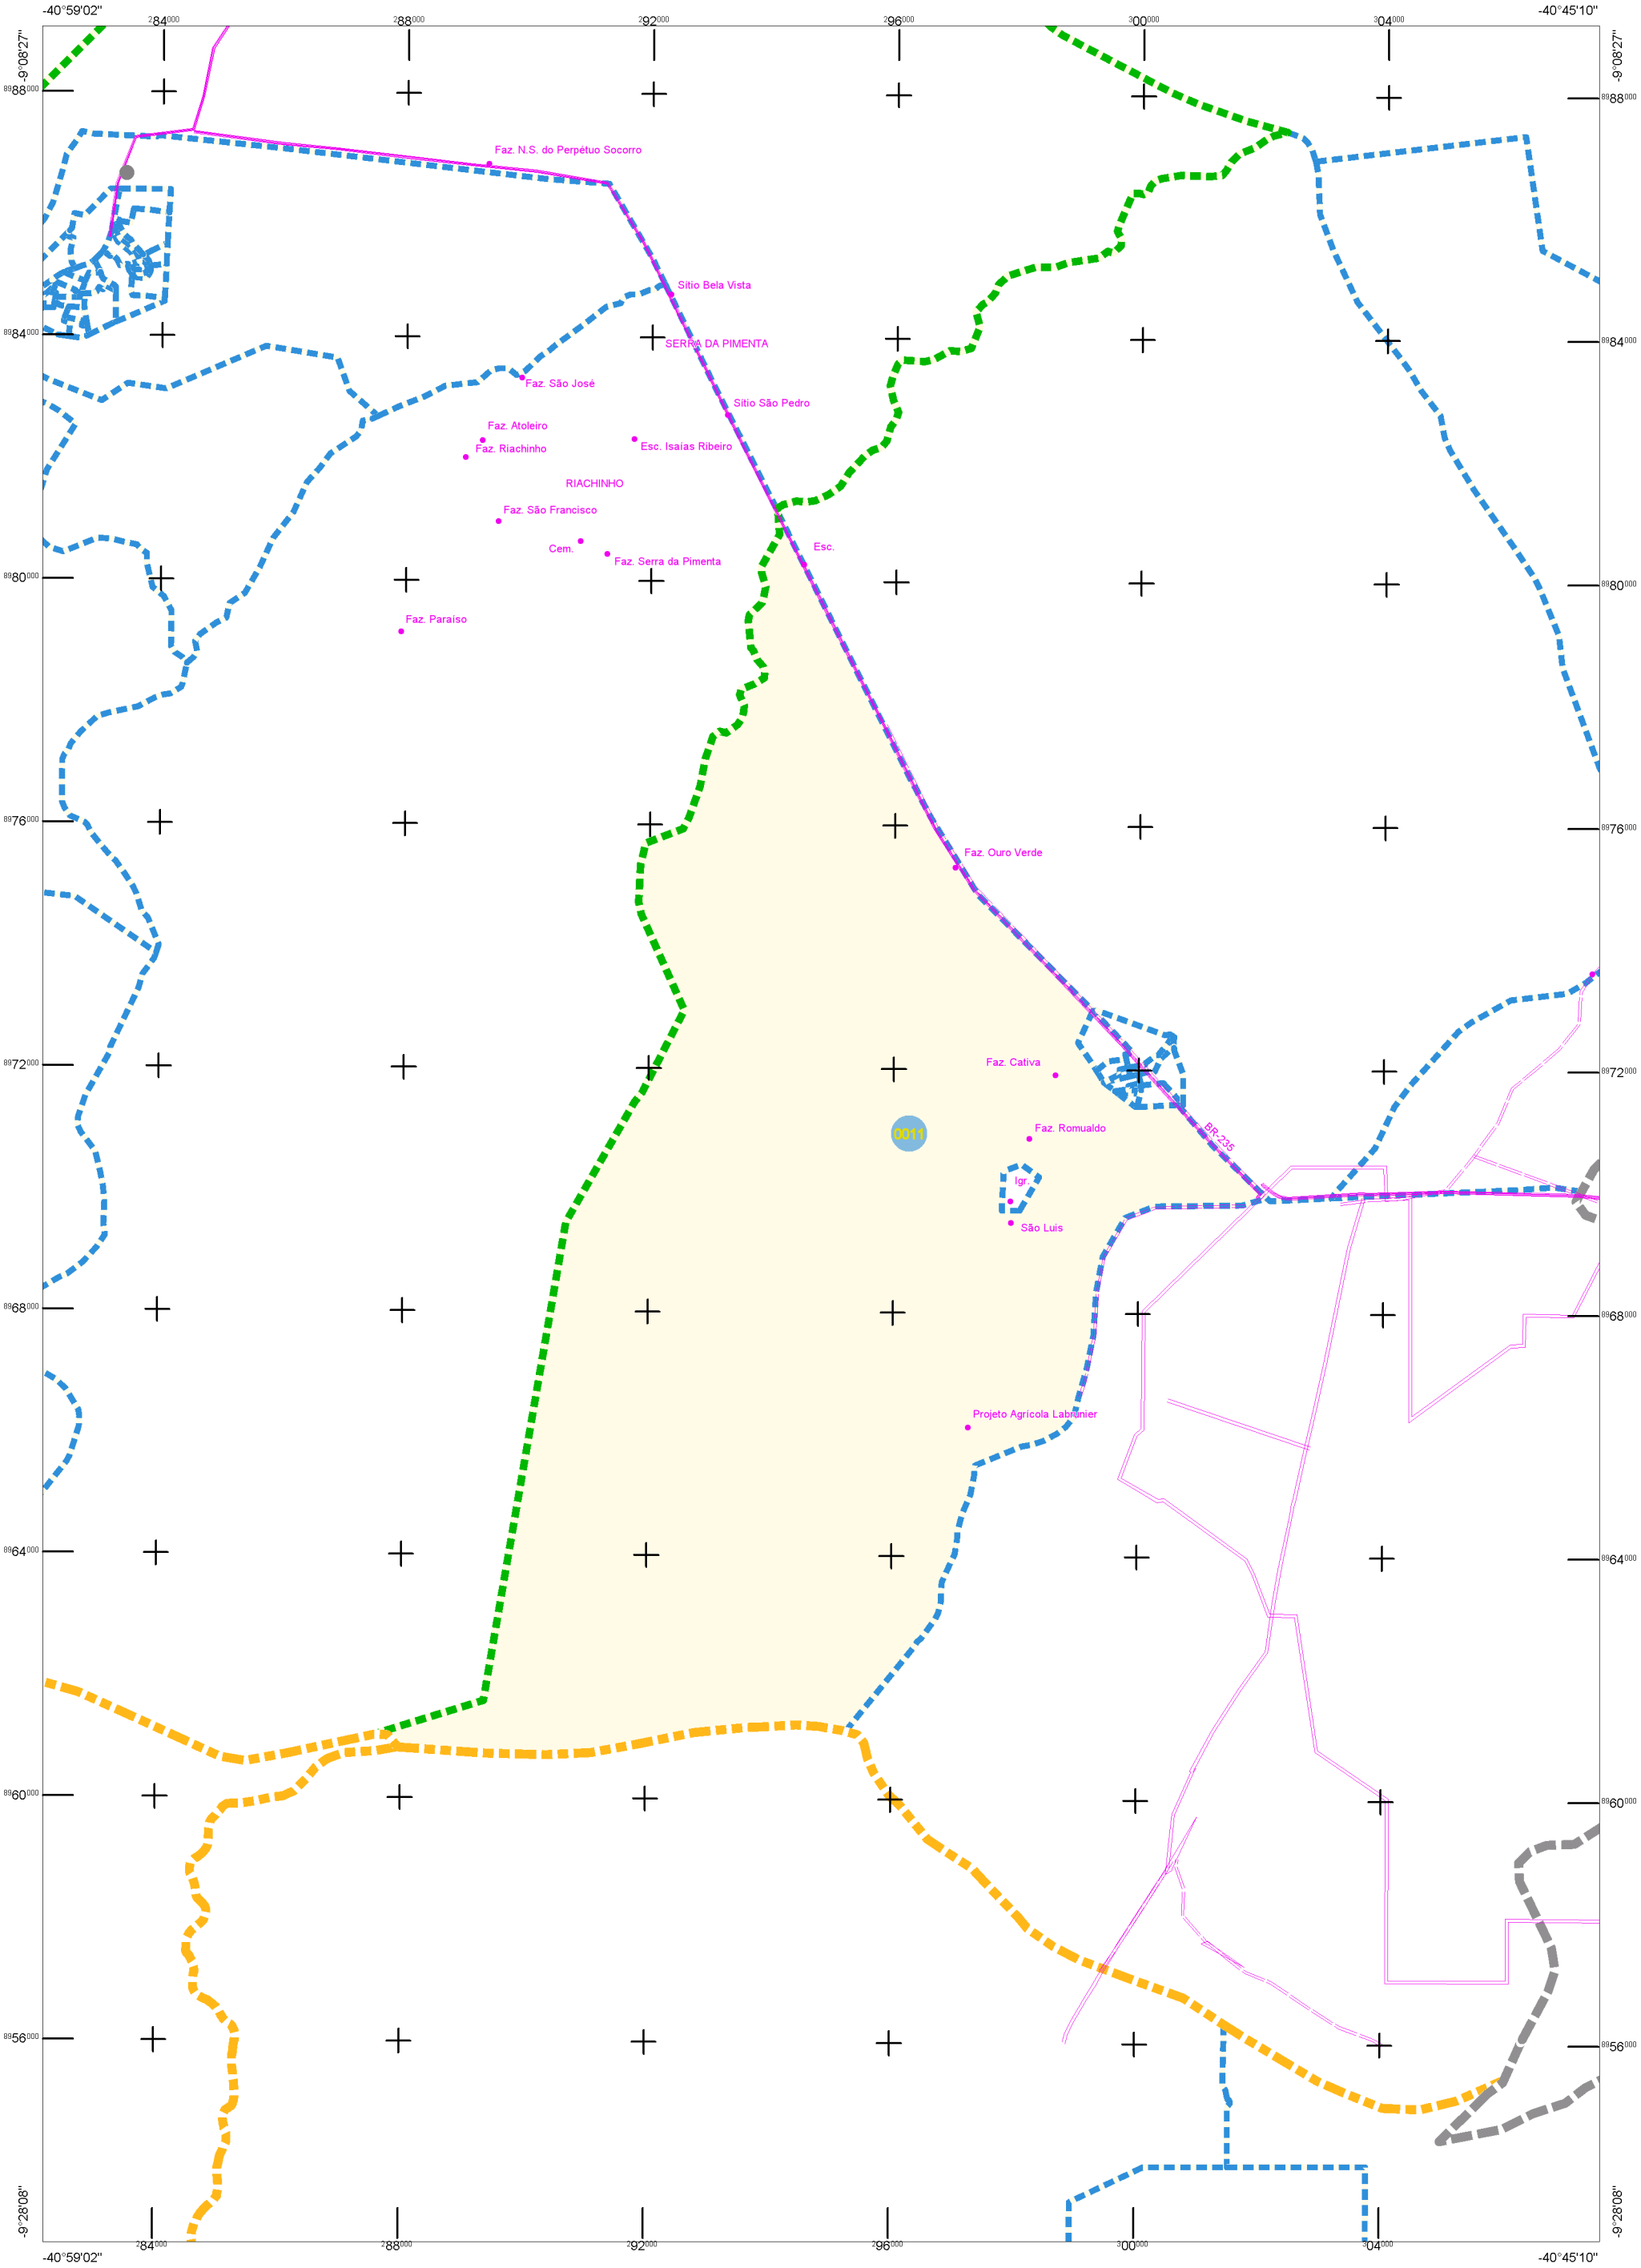 -40°59'02"
284000
288000
292000
296000
300000
304000
-40°45'10"
-9°08'27"
-9°08'27"
8988000
8988000
Faz. N.S. do Perpétuo Socorro
Sítio Bela Vista
8984000
SERRA DA PIMENTA
8984000
Faz. São José
Sitio São Pedro
Faz. Atoleiro
Faz. Riachinho
Esc. Isaías Ribeiro
RIACHINHO
Faz. São Francisco
Cem.
Esc.
Faz. Serra da Pimenta
8980000
8980000
Faz. Paraíso
8976000
8976000
Faz. Ouro Verde
8972000
Faz. Cativa
8972000
0011
Faz. Romualdo
BR-235
Igr.
São Luis
8968000
8968000
Projeto Agrícola Labrunier
8964000
8964000
8960000
8960000
8956000
8956000
-9°28'08"
-9°28'08"
-40°59'02"
284000
288000
292000
296000
300000
304000
-40°45'10"